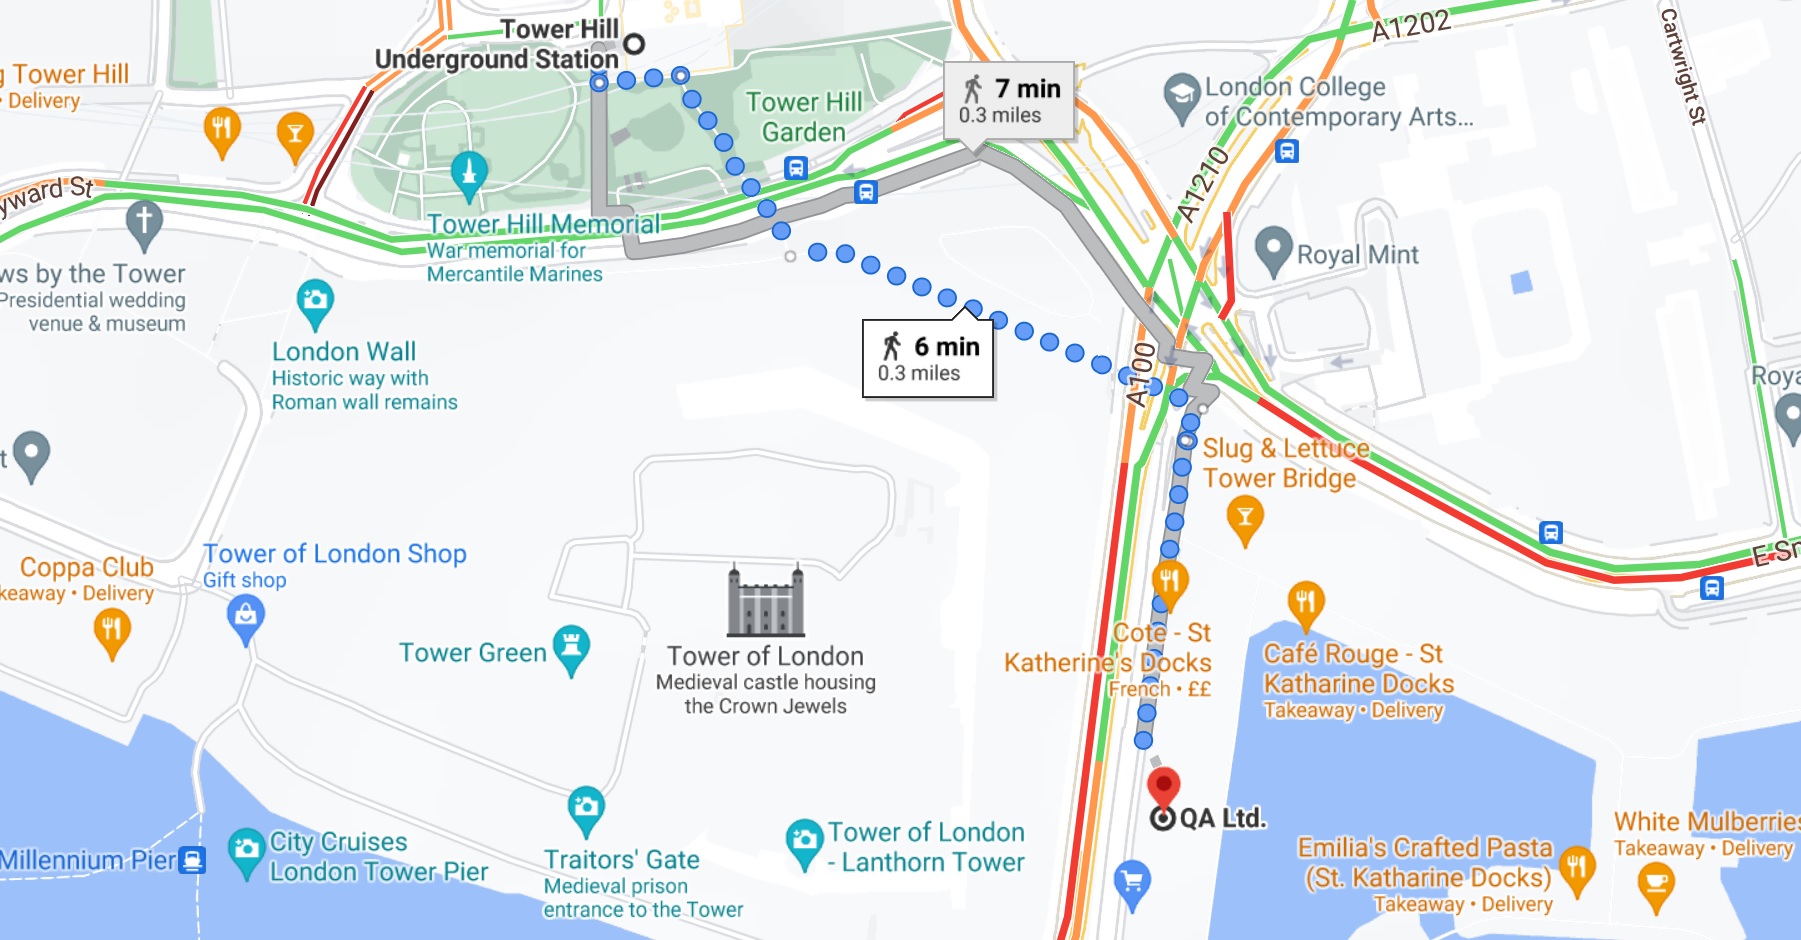 Tower Hill
Underground Station
A1202
Cartwright St
g Tower Hill
• Delivery
Tower Hill
Garden
7 min
0.3 miles
London College
of Contemporary Arts...
A1210
yward St
Tower Hill Memorial
War memorial for
Mercantile Marines
Royal Mint
ws by the Tower
Presidential wedding
venue & museum
London Wall
Historic way with
Roman wall remains
6 min
0.3 miles
A100
Roya
t
Slug & Lettuce
Tower Bridge
E Sm
Coppa Club
keaway • Delivery
Tower of London Shop
Gift shop
Tower Green
Tower of London
Medieval castle housing
the Crown Jewels
Cote - St
Katherine's Docks
French • ££
Café Rouge - St
Katharine Docks
Takeaway • Delivery
QA Ltd.
Millennium Pier
City Cruises
London Tower Pier
Traitors' Gate
Medieval prison
entrance to the Tower
Tower of London
- Lanthorn Tower
Emilia's Crafted Pasta
(St. Katharine Docks)
Takeaway • Delivery
White Mulberries
Takeaway • Delivery